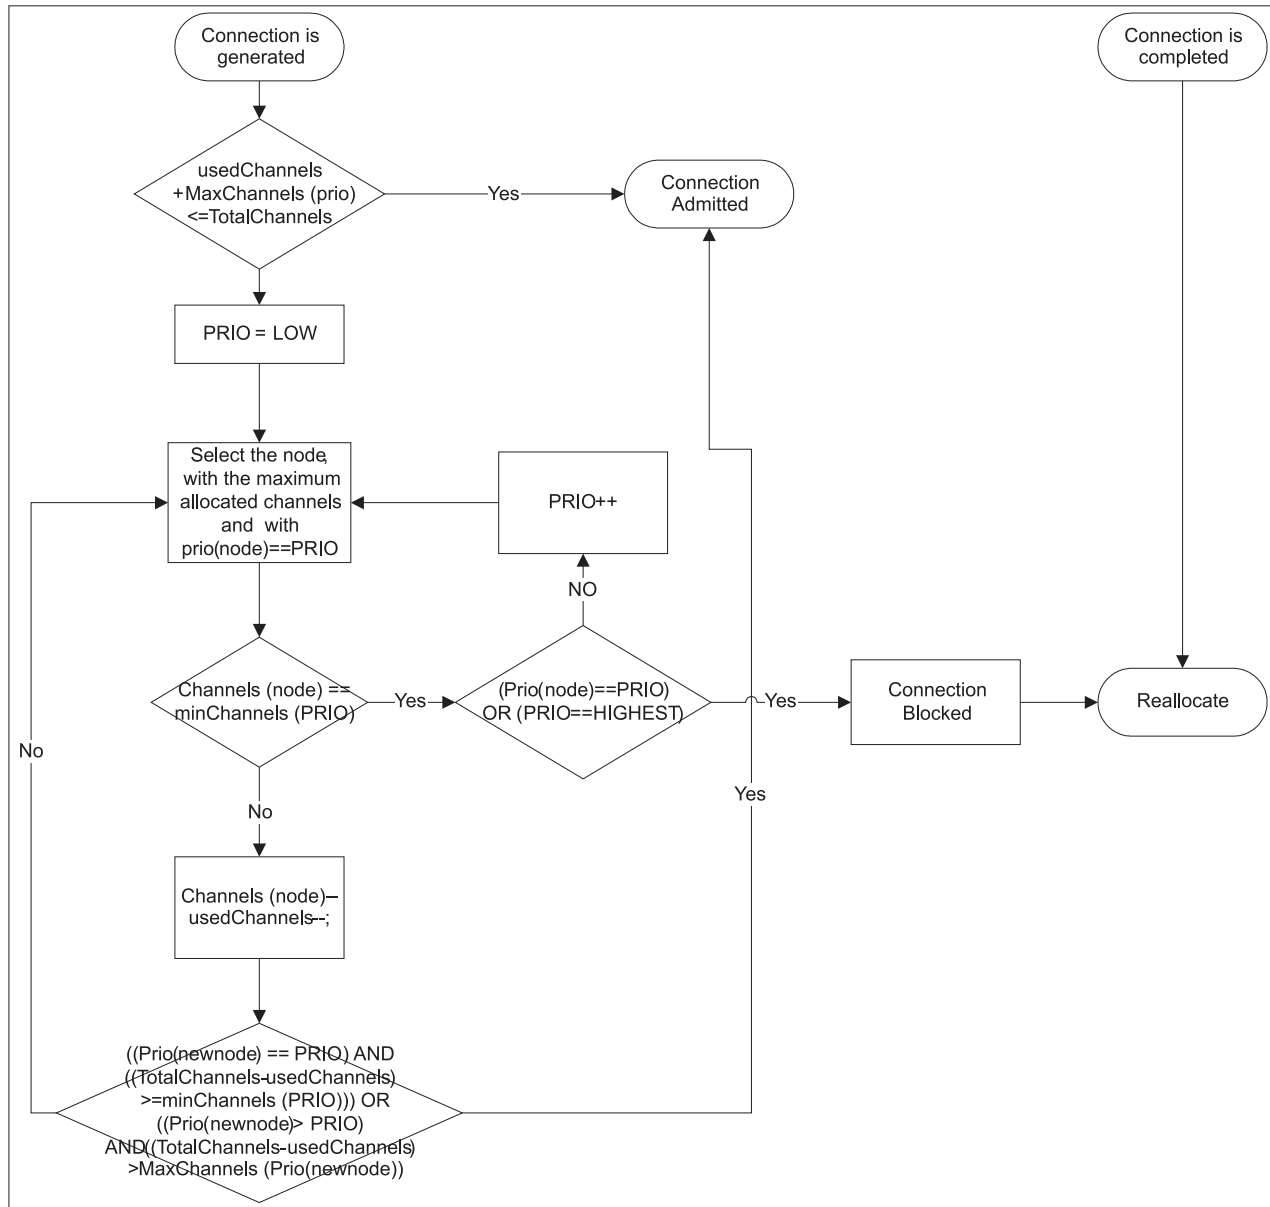 Connection is
generated
Connection is
completed
usedChannels
+MaxChannels (prio)
<=TotalChannels
Yes
Connection
Admitted
PRIO = LOW
Select the node,
with the maximum
allocated channels
and with
prio(node)==PRIO
PRIO++
NO
Channels (node) ==
minChannels (PRIO)
Yes
(Prio(node)==PRIO)
OR (PRIO==HIGHEST)
Yes
Connection
Blocked
Reallocate
No
No
Yes
Channels (node)–
usedChannels--;
((Prio(newnode) == PRIO) AND
((TotalChannels-usedChannels)
>=minChannels (PRIO))) OR
((Prio(newnode)> PRIO)
AND((TotalChannels-usedChannels)
>MaxChannels (Prio(newnode))